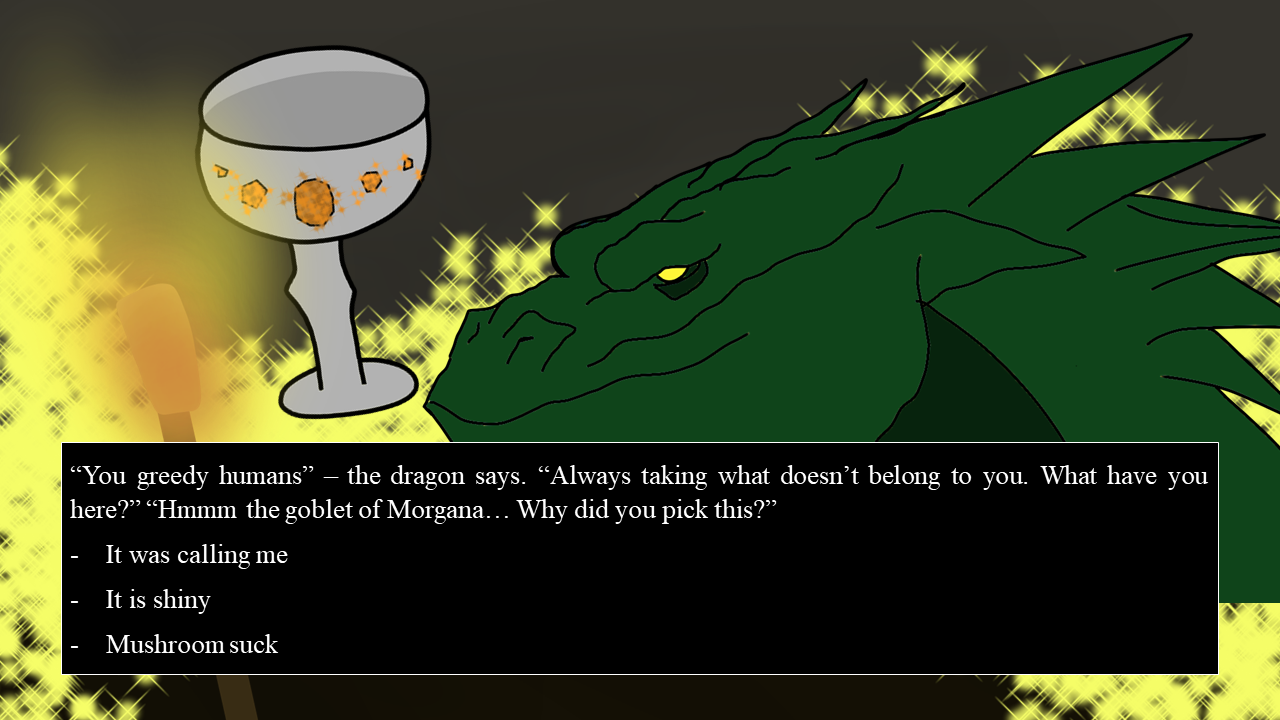 “You greedy humans” – the dragon says. “Always taking what doesn’t belong to you. What have you
here?” “Hmmm the goblet of Morgana… Why did you pick this?”
- It was calling me
- It is shiny
- Mushroom suck